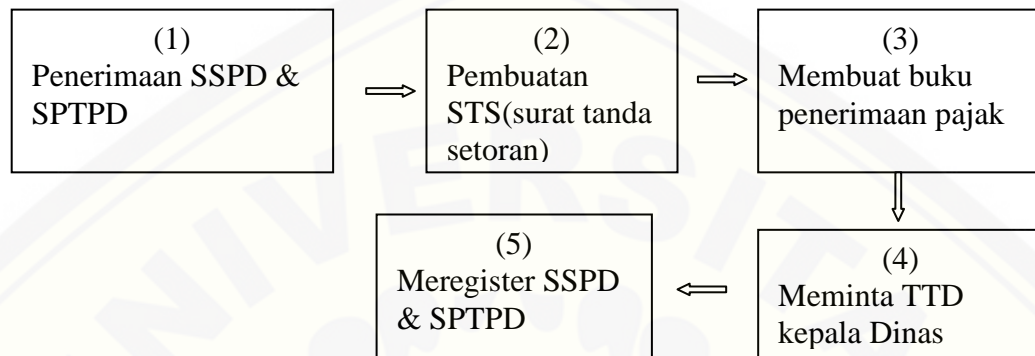 (1)
Penerimaan SSPD &
SPTPD
(2)
Pembuatan
STS(surat tanda
setoran)
(3)
Membuat buku
penerimaan pajak
(4)
Meminta TTD
kepala Dinas
(5)
Meregister SSPD
& SPTPD